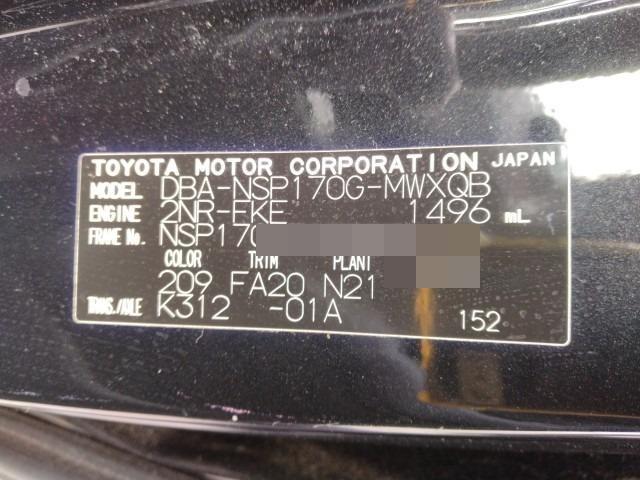 TOYOTA MOTOR CORPORATION JAPAN
MODEL DBA-NSP170G-MWXQB
ENGINE 2NR-FKE 1496 mL
FRAME No. NSP170
COLOR TRIM PLANT
209 FA20 N21
TRANS./AXLE K312 -01A
152